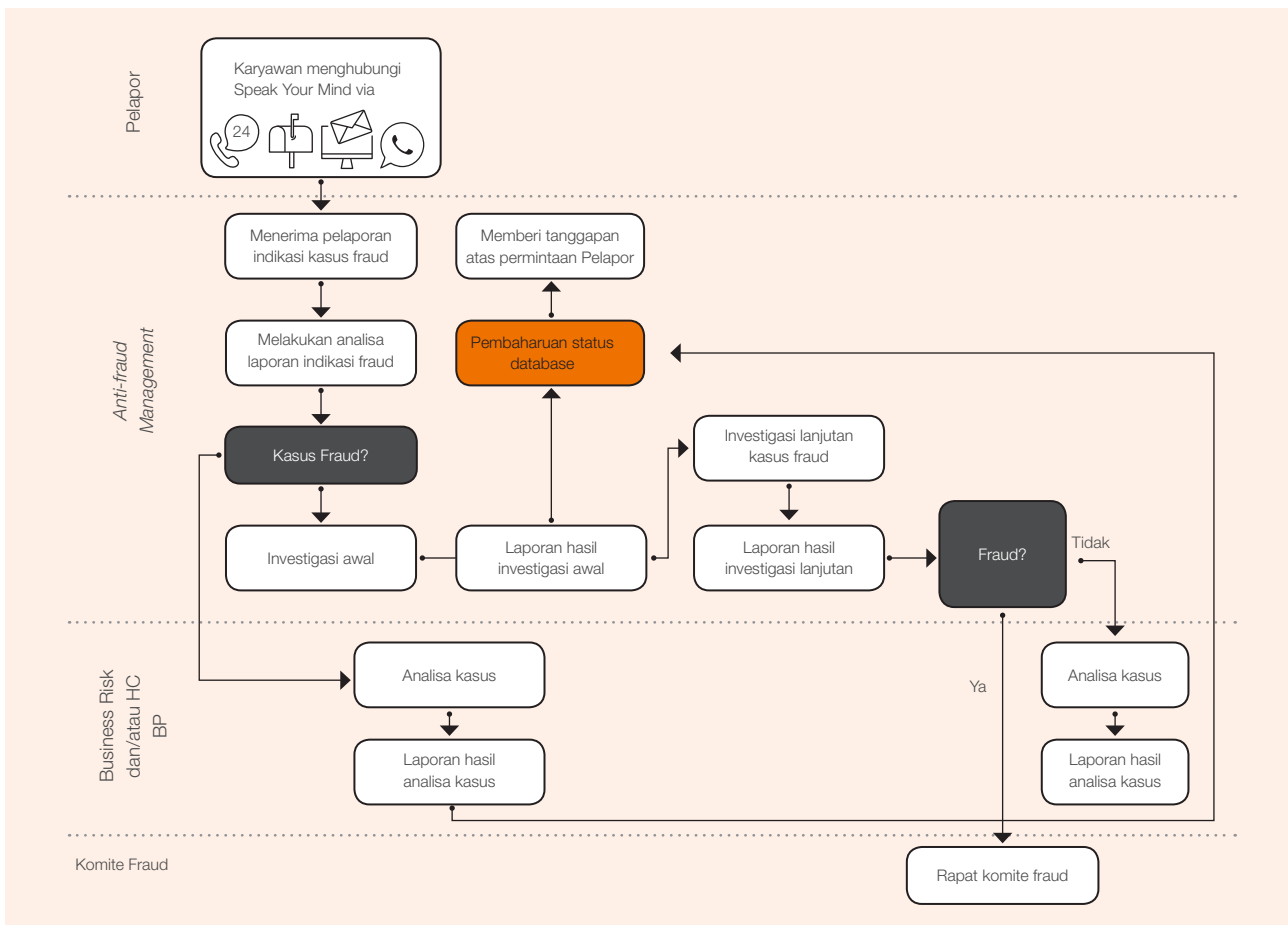 Pelapor
Karyawan menghubungi
Speak Your Mind via
24
Anti-fraud
Management
Menerima pelaporan
indikasi kasus fraud
Memberi tanggapan
atas permintaan Pelapor
Melakukan analisa
laporan indikasi fraud
Pembaharuan status
database
Kasus Fraud?
Investigasi lanjutan
kasus fraud
Investigasi awal
Laporan hasil
investigasi awal
Laporan hasil
investigasi lanjutan
Fraud?
Tidak
Business Risk
dan/atau HC
BP
Analisa kasus
Ya
Analisa kasus
Laporan hasil
analisa kasus
Laporan hasil
analisa kasus
Komite Fraud
Rapat komite fraud